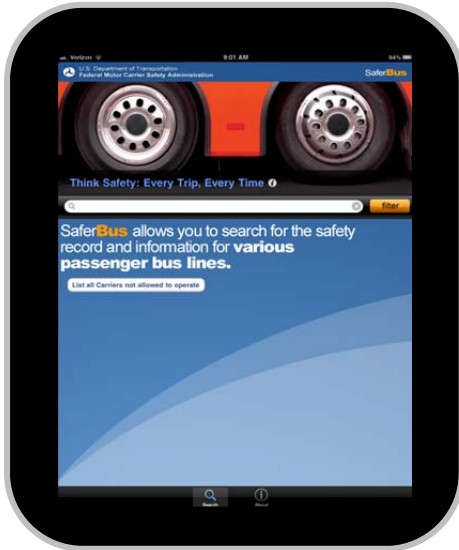 Verizon 9:01 AM 94%
U.S. Department of Transportation
Federal Motor Carrier Safety Administration
SaferBus
Think Safety: Every Trip, Every Time
filter
SaferBus allows you to search for the safety
record and information for various
passenger bus lines.
List all Carriers not allowed to operate
Search About